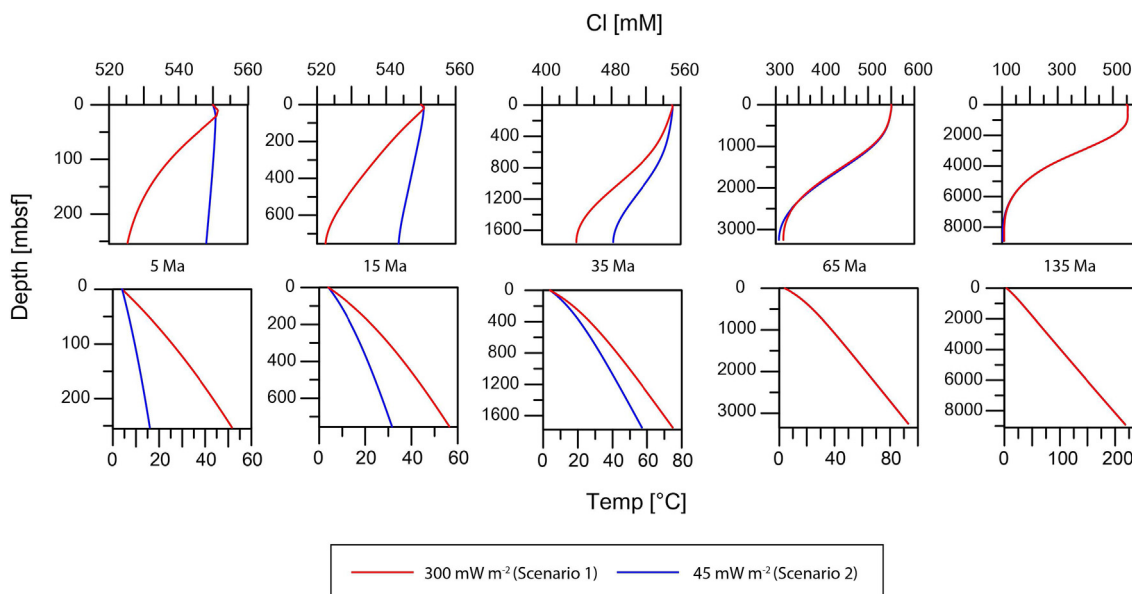 Cl [mM]
520 540 560 520 540 560 400 480 560 300 400 500 600 100 300 500
0 0 0 0 0
100 200 400 1000 2000
200 400 800 2000 4000
600 1200 3000 6000
1600 8000
Depth [mbsf]
5 Ma 15 Ma 35 Ma 65 Ma 135 Ma
0 0 0 0 0
100 200 400 1000 2000
200 400 800 2000 4000
600 1200 3000 6000
1600 8000
0 20 40 60 0 20 40 60 0 20 40 60 80 0 50 100 0 100 200
Temp [°C]
300 mW m⁻² (Scenario 1) 45 mW m⁻² (Scenario 2)